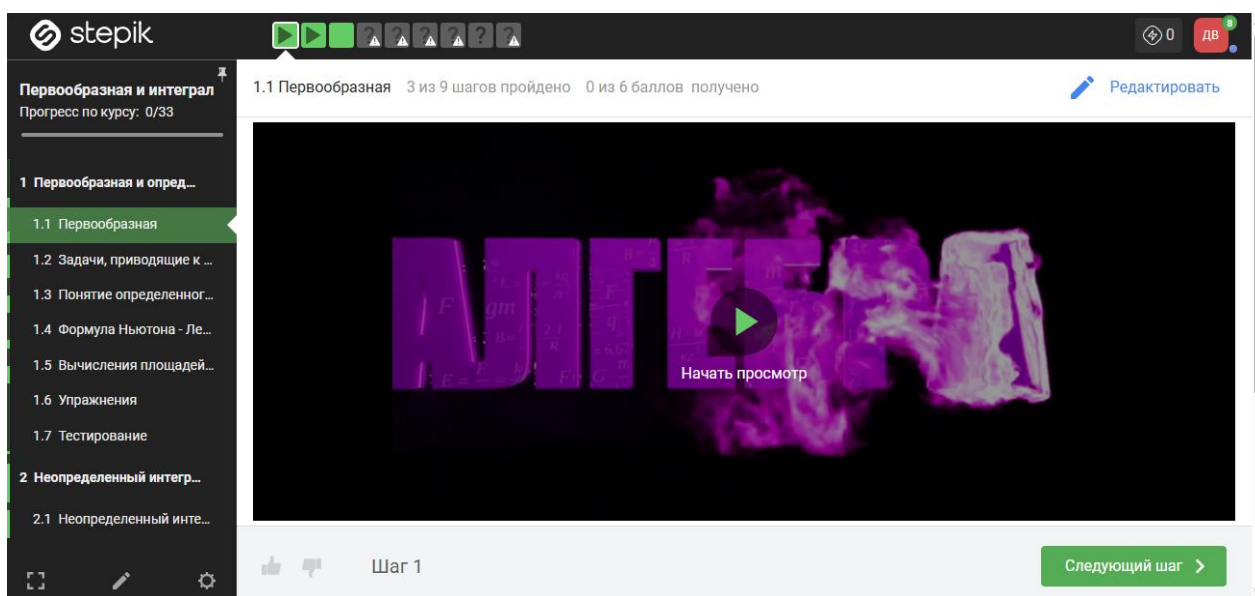 stepik
0
ДВ
8
Первообразная и интеграл
Прогресс по курсу: 0/33
1 Первообразная и опред...
1.1 Первообразная
1.2 Задачи, приводящие к ...
1.3 Понятие определенног...
1.4 Формула Ньютона - Ле...
1.5 Вычисления площадей...
1.6 Упражнения
1.7 Тестирование
2 Неопределенный интегр...
2.1 Неопределенный инте...
1.1 Первообразная 3 из 9 шагов пройдено 0 из 6 баллов получено
Редактировать
Начать просмотр
Шаг 1
Следующий шаг